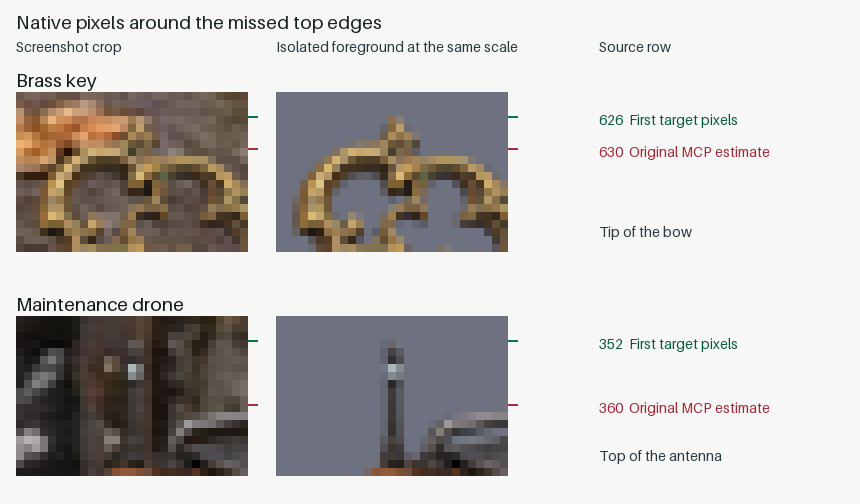 Native pixels around the missed top edges
Screenshot crop
Isolated foreground at the same scale
Source row
Brass key
626 First target pixels
630 Original MCP estimate
Tip of the bow
Maintenance drone
352 First target pixels
360 Original MCP estimate
Top of the antenna